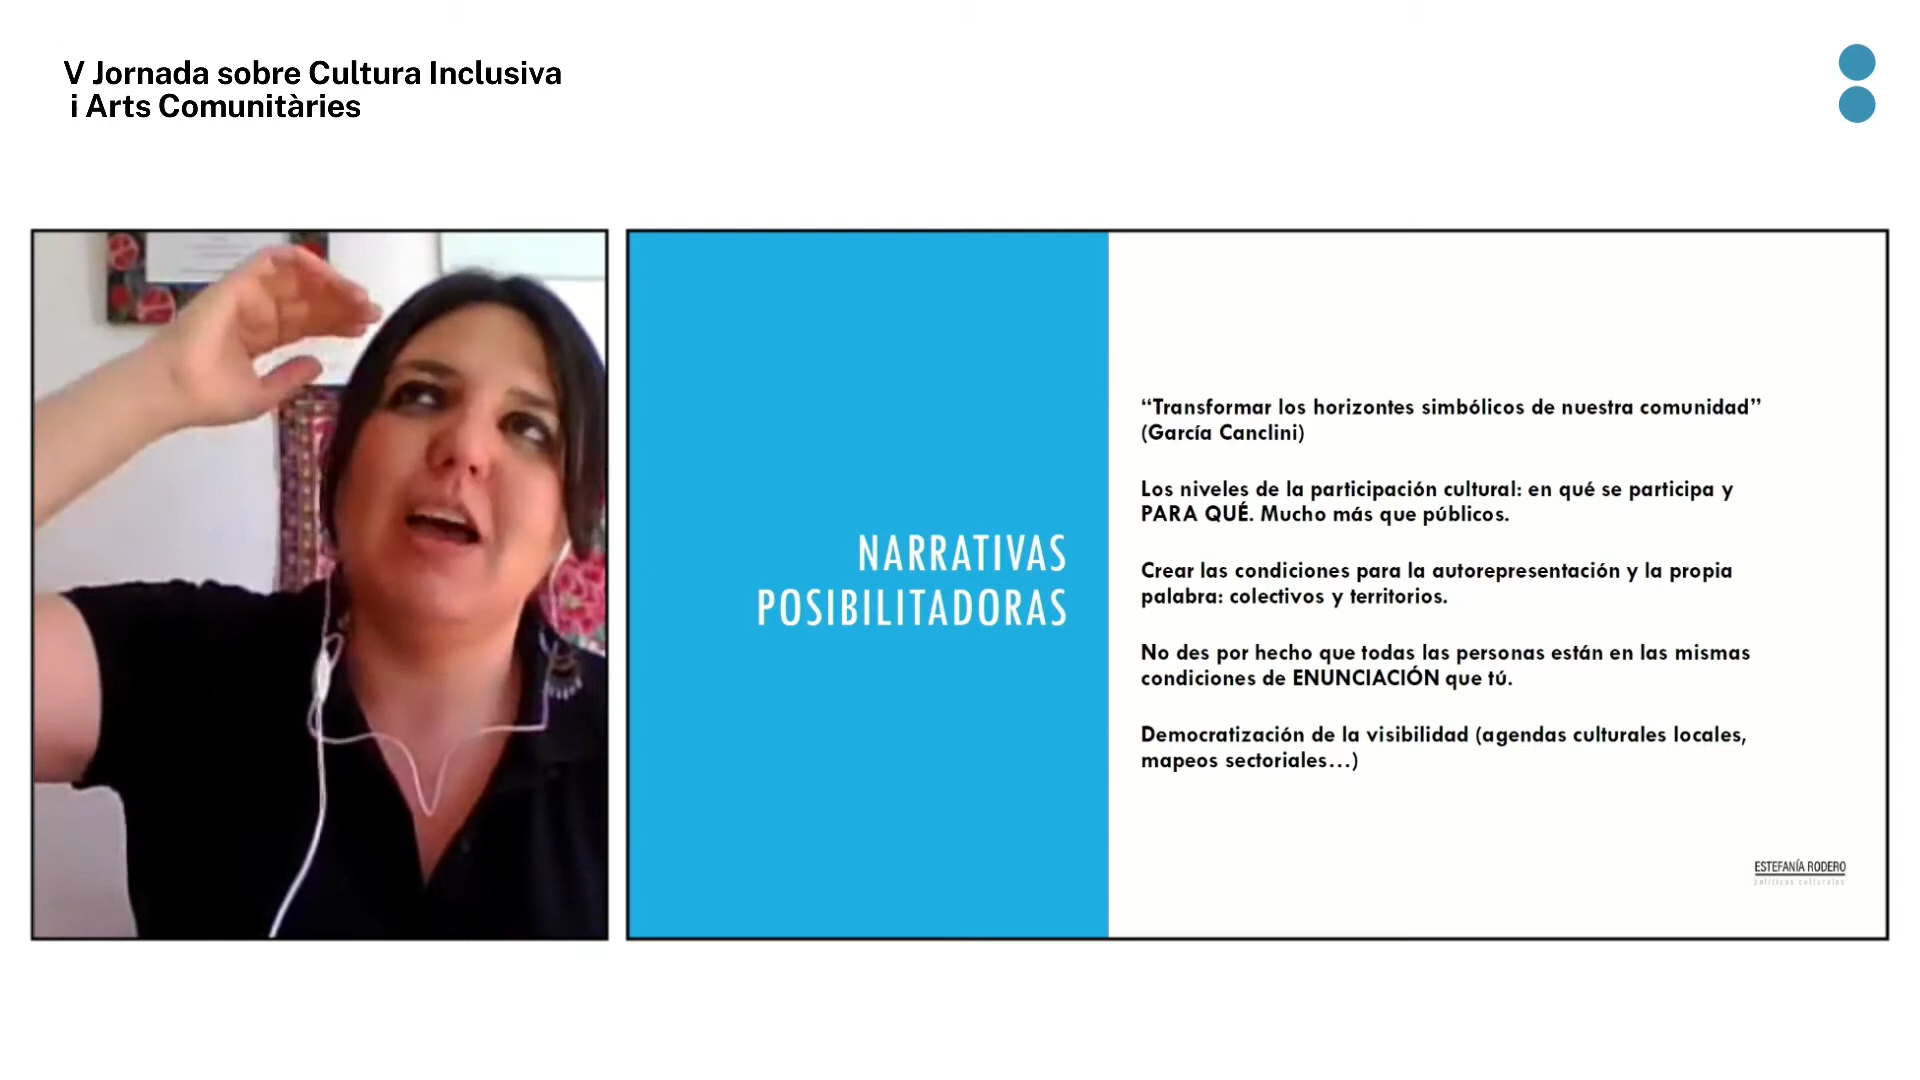 V Jornada sobre Cultura Inclusiva
i Arts Comunitàries
NARRATIVAS
POSIBILITADORAS
“Transformar los horizontes simbólicos de nuestra comunidad”
(García Canclini)
Los niveles de la participación cultural: en qué se participa y
PARA QUÉ. Mucho más que públicos.
Crear las condiciones para la autorepresentación y la propia
palabra: colectivos y territorios.
No des por hecho que todas las personas están en las mismas
condiciones de ENUNCIACIÓN que tú.
Democratización de la visibilidad (agendas culturales locales,
mapeos sectoriales...)
ESTEFANÍA RODERO
políticas culturales